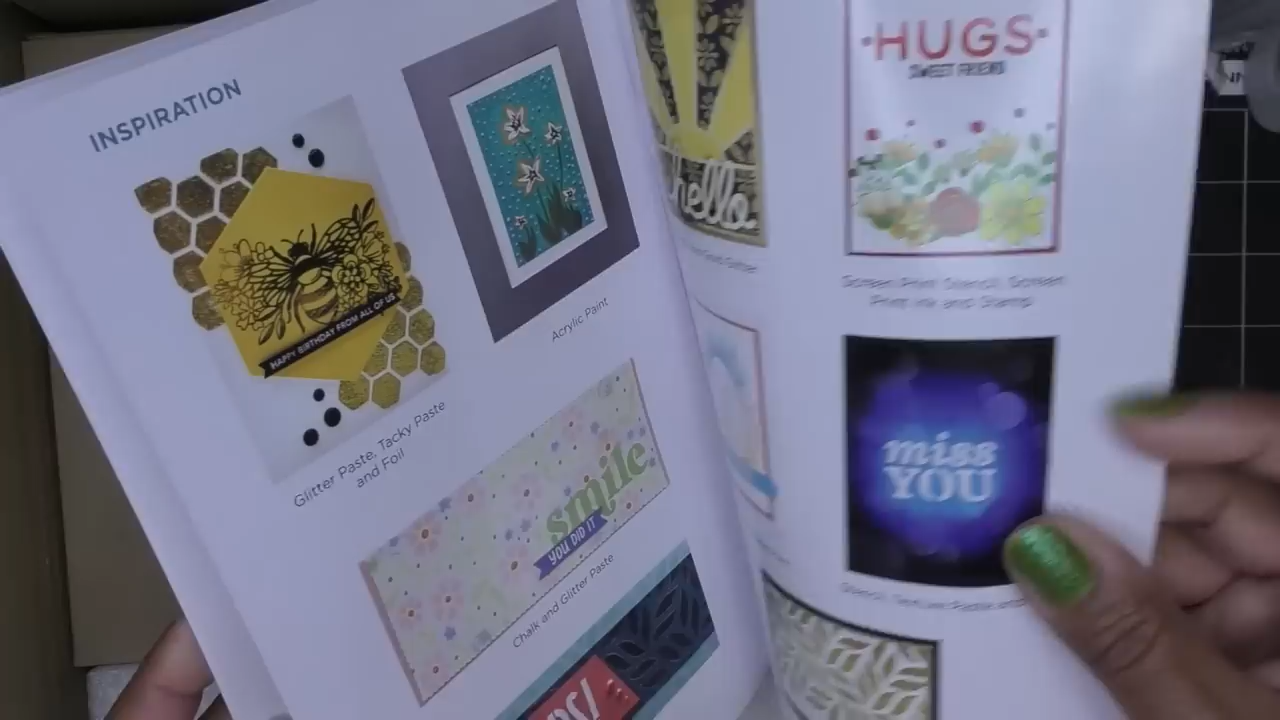 INSPIRATION
HAPPY BIRTHDAY FROM ALL OF US
Glitter Paste, Tacky Paste
and Foil
Acrylic Paint
smile
YOU DID IT
Chalk and Glitter Paste
hello
HUGS
SWEET FRIEND
Screen Print Stencil, Screen
Print Ink and Stamp
miss
YOU